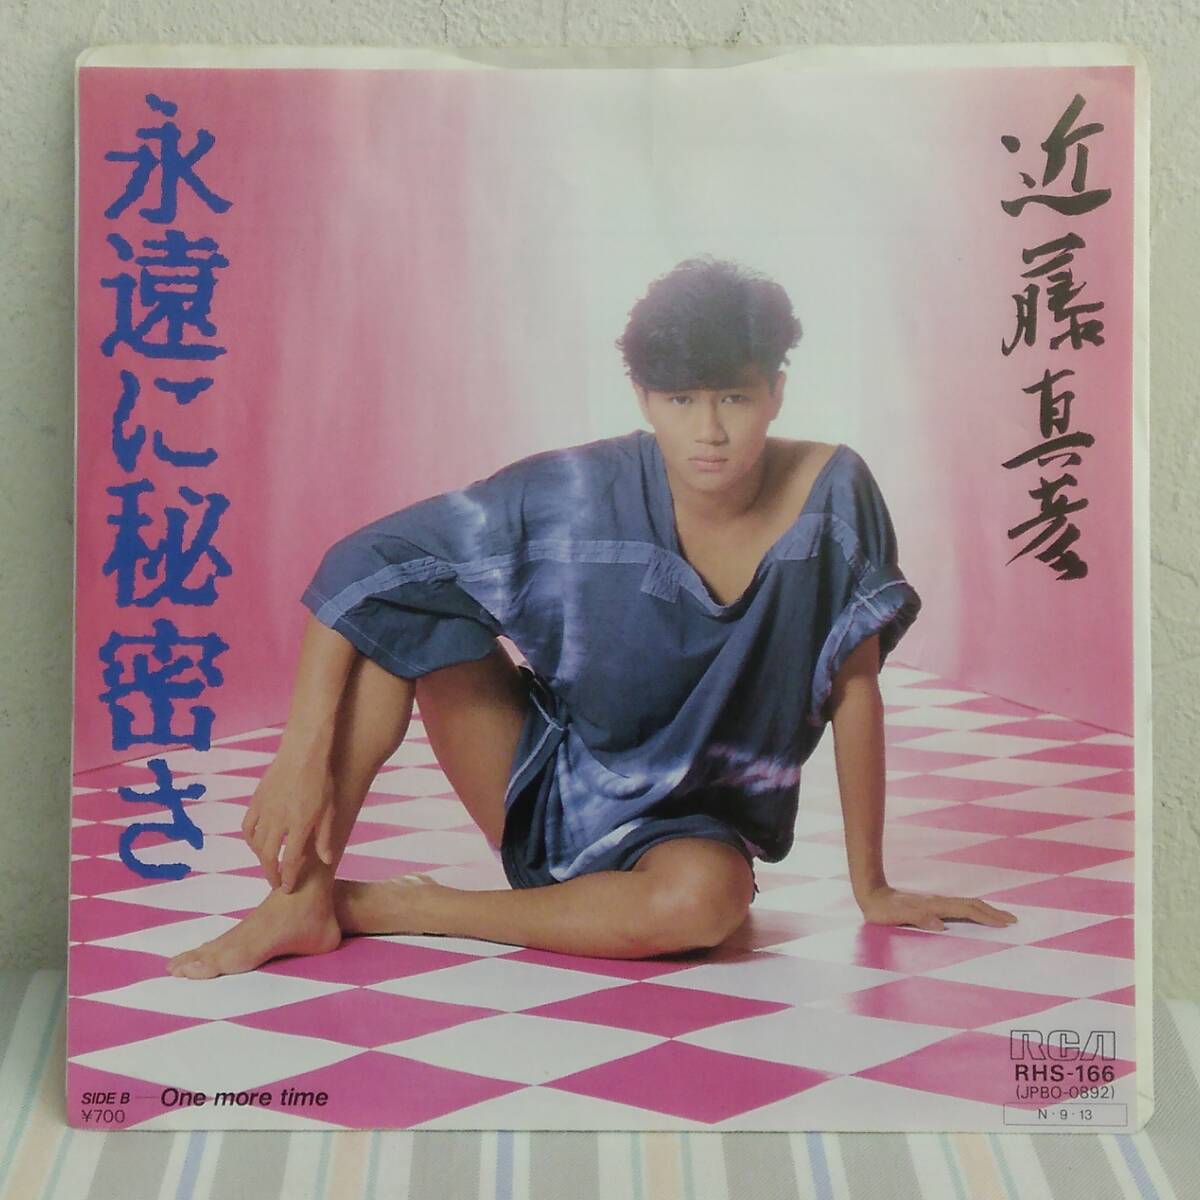 永遠に秘密さ
近藤真彦
SIDE B — One more time
¥700
RCA
RHS-166
(JPBO-0892)
N・9・13